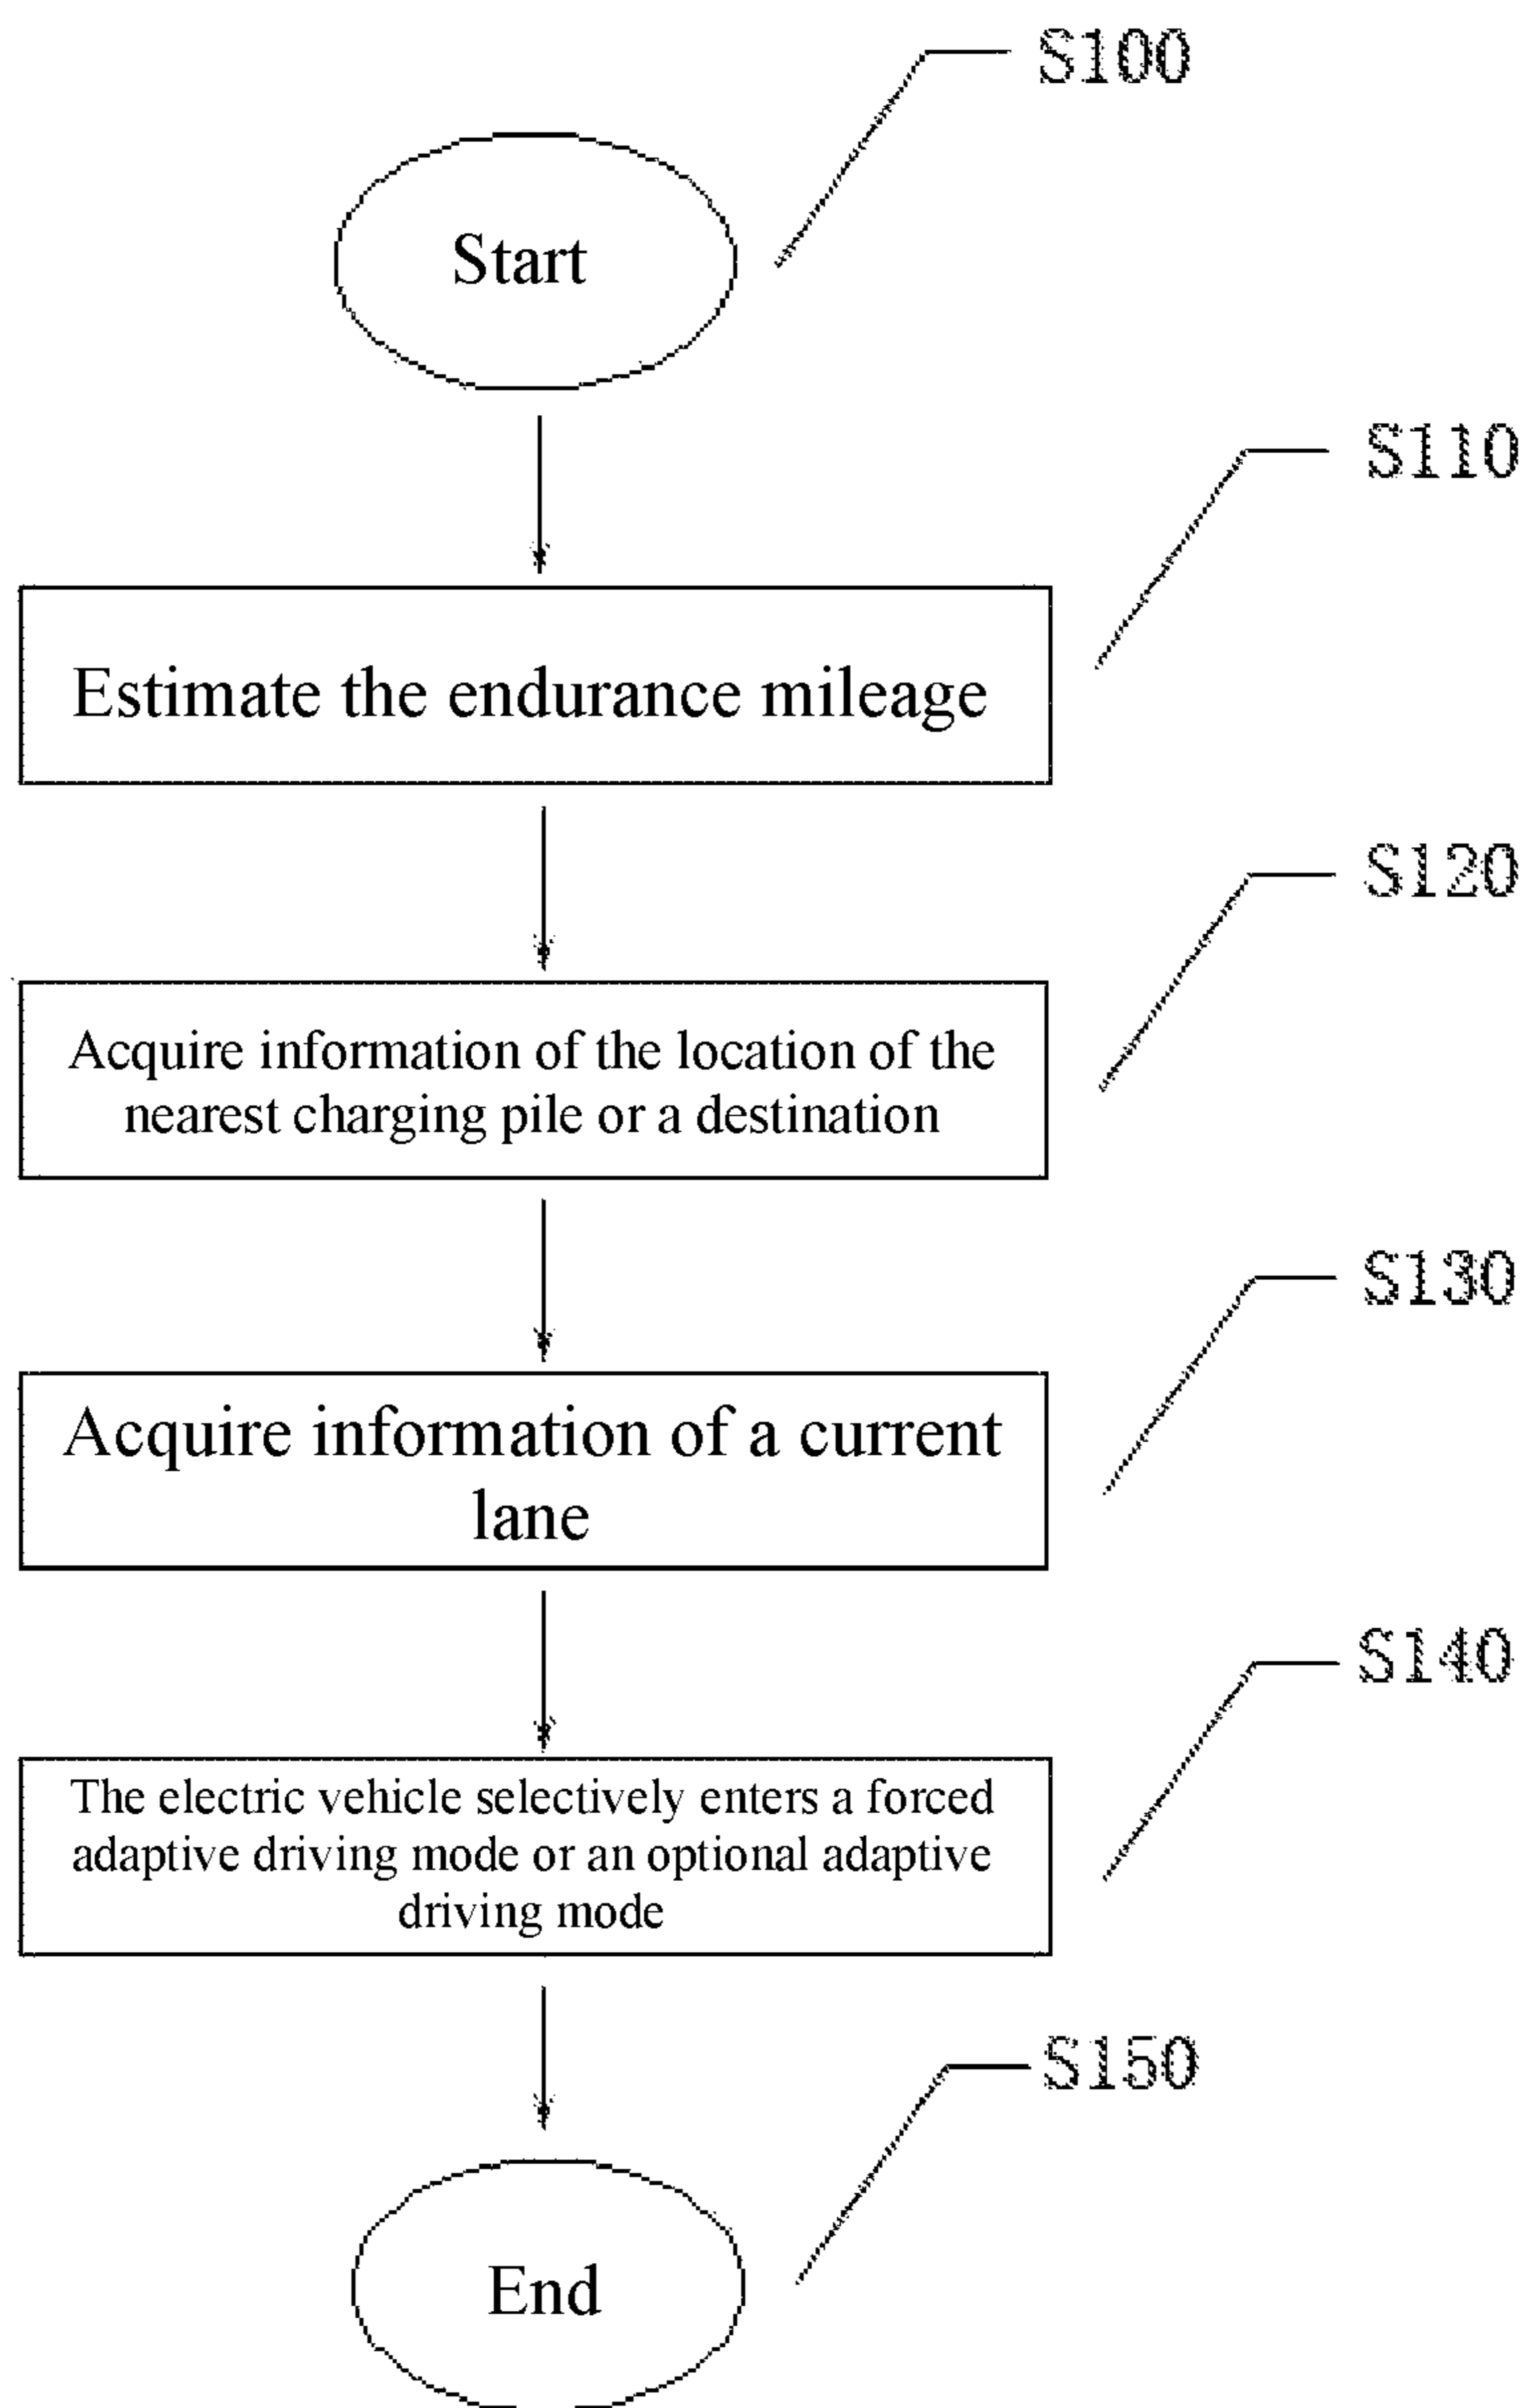 S100
Start
S110
Estimate the endurance mileage
S120
Acquire information of the location of the
nearest charging pile or a destination
S130
Acquire information of a current
lane
S140
The electric vehicle selectively enters a forced
adaptive driving mode or an optional adaptive
driving mode
S150
End